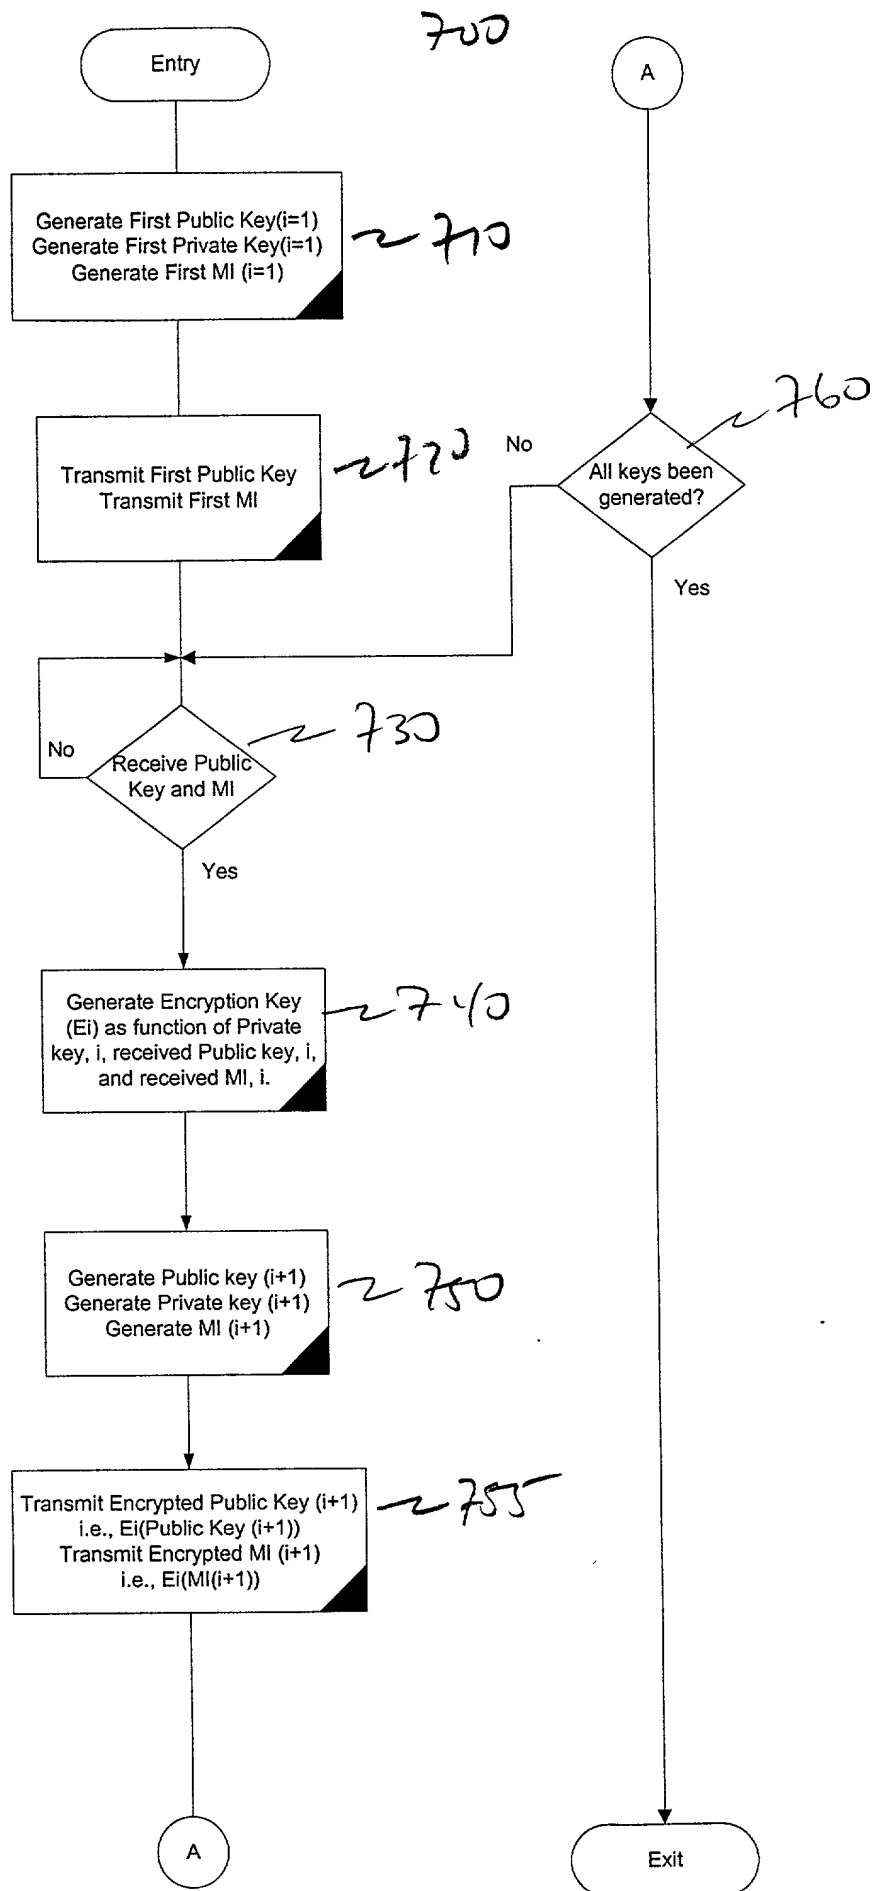 700
Entry
Generate First Public Key(i=1)
Generate First Private Key(i=1)
Generate First MI (i=1)
710
Transmit First Public Key
Transmit First MI
720
No
Receive Public
Key and MI
730
Yes
Generate Encryption Key
(Ei) as function of Private
key, i, received Public key, i,
and received MI, i.
740
Generate Public key (i+1)
Generate Private key (i+1)
Generate MI (i+1)
750
Transmit Encrypted Public Key (i+1)
i.e., Ei(Public Key (i+1))
Transmit Encrypted MI (i+1)
i.e., Ei(MI(i+1))
755
A
A
760
No
All keys been
generated?
Yes
Exit